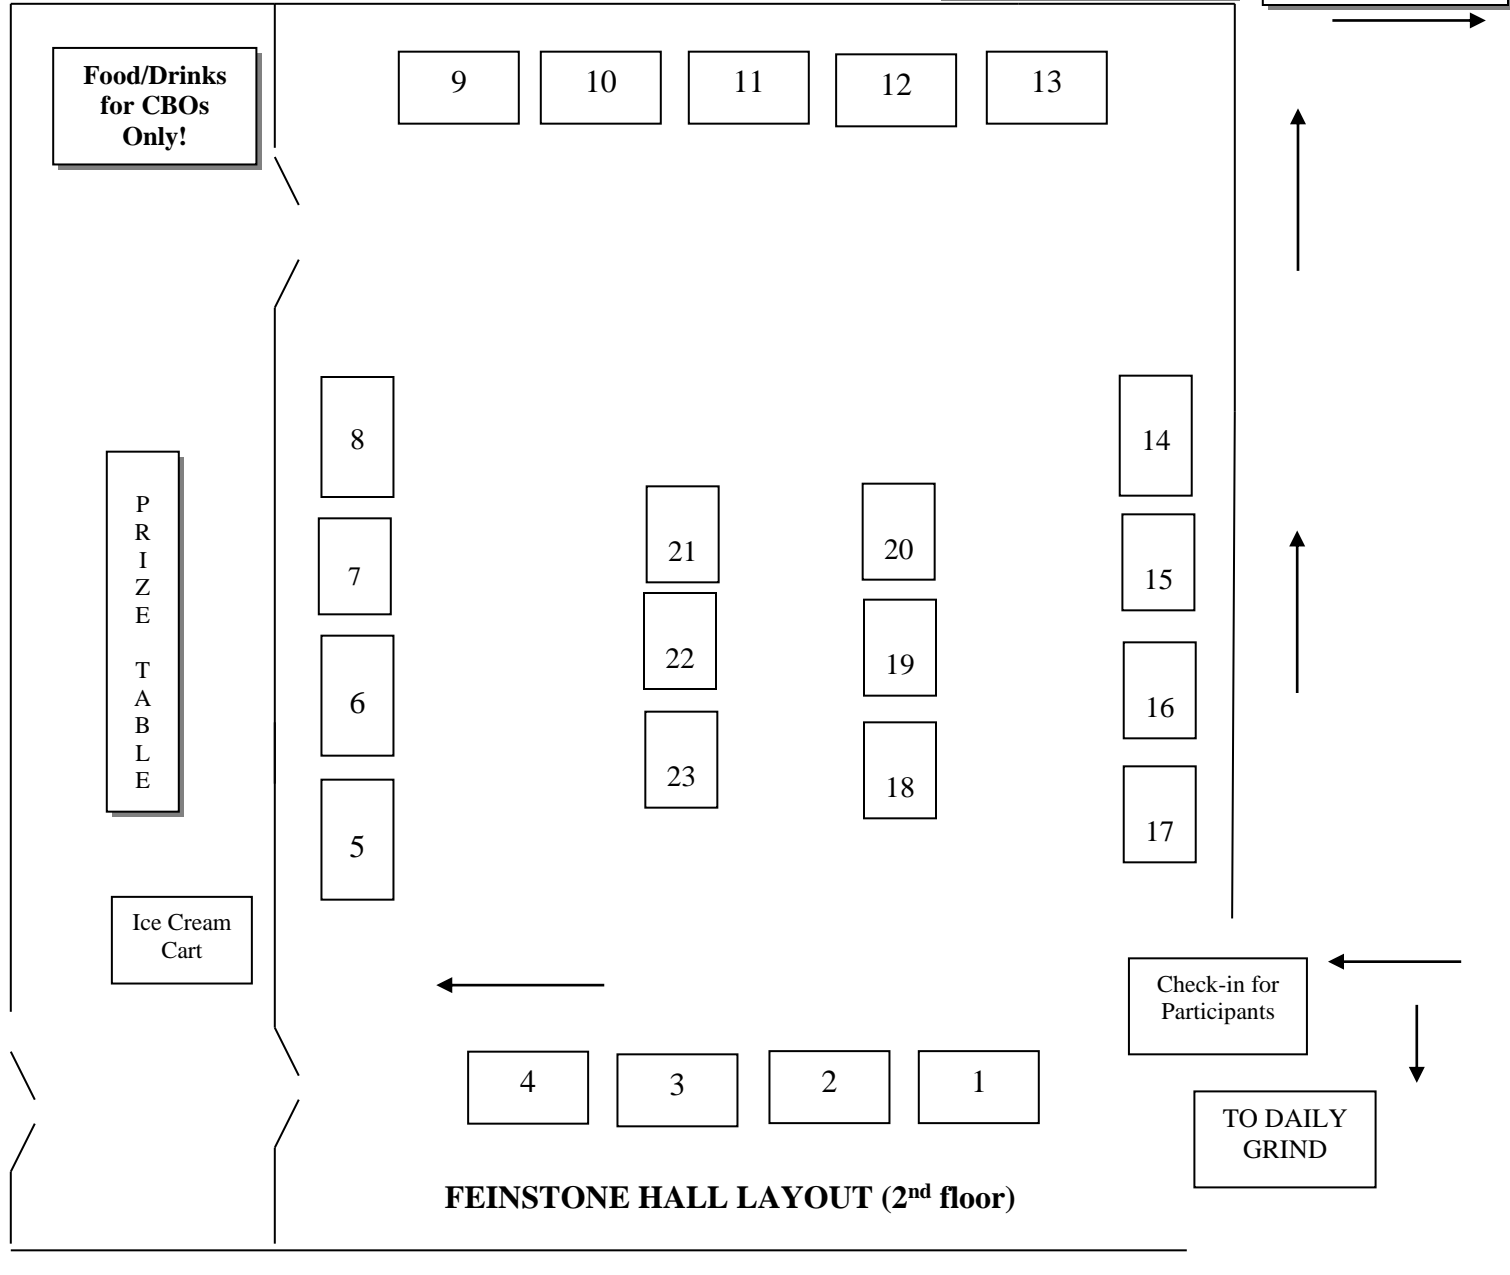 Food/Drinks
for CBOs
Only!
9
10
11
12
13
8
14
P
R
I
Z
E
T
A
B
L
E
21
20
7
15
22
19
6
16
23
18
17
5
Ice Cream
Cart
Check-in for
Participants
4
3
2
1
TO DAILY
GRIND
FEINSTONE HALL LAYOUT (2nd floor)